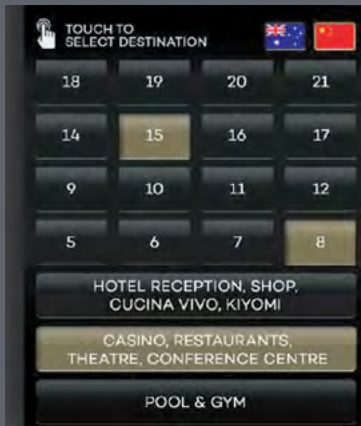 TOUCH TO
SELECT DESTINATION
18 19 20 21
14 15 16 17
9 10 11 12
5 6 7 8
HOTEL RECEPTION, SHOP,
CUCINA VIVO, KIYOMI
CASINO, RESTAURANTS,
THEATRE, CONFERENCE CENTRE
POOL & GYM